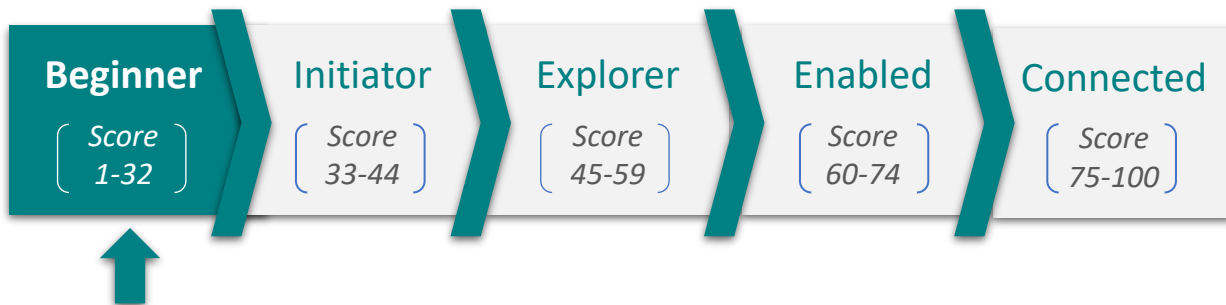 Beginner
Score
1-32
Initiator
Score
33-44
Explorer
Score
45-59
Enabled
Score
60-74
Connected
Score
75-100